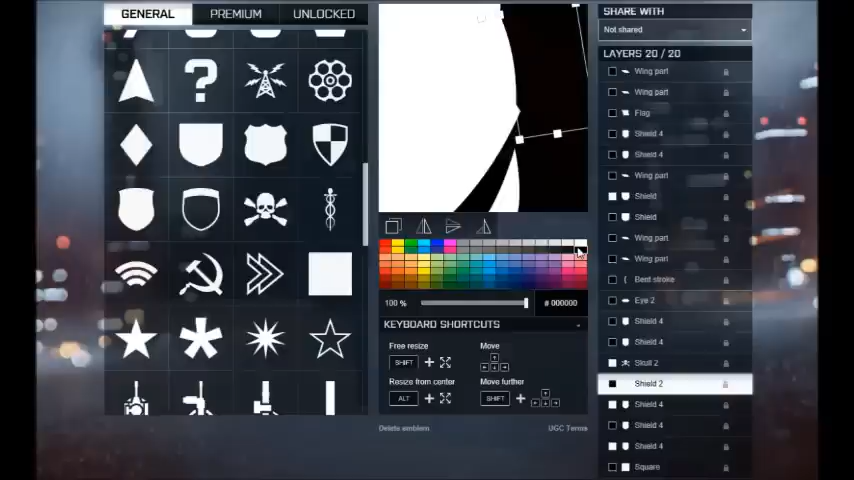 GENERAL
PREMIUM
UNLOCKED
100 %
# 000000
KEYBOARD SHORTCUTS
Free resize
SHIFT +
Move
Resize from center
ALT +
Move further
SHIFT +
Delete emblem
UGC Terms
SHARE WITH
Not shared
LAYERS 20 / 20
Wing part
Wing part
Flag
Shield 4
Shield 4
Wing part
Shield
Shield
Wing part
Wing part
Bent stroke
Eye 2
Shield 4
Shield 4
Skull 2
Shield 2
Shield 4
Shield 4
Shield 4
Square